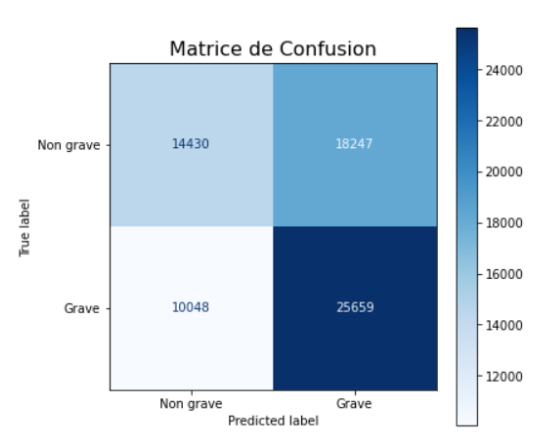 Matrice de Confusion
24000
22000
20000
18000
16000
14000
12000
True label
Non grave
14430
18247
Grave
10048
25659
Non grave
Grave
Predicted label